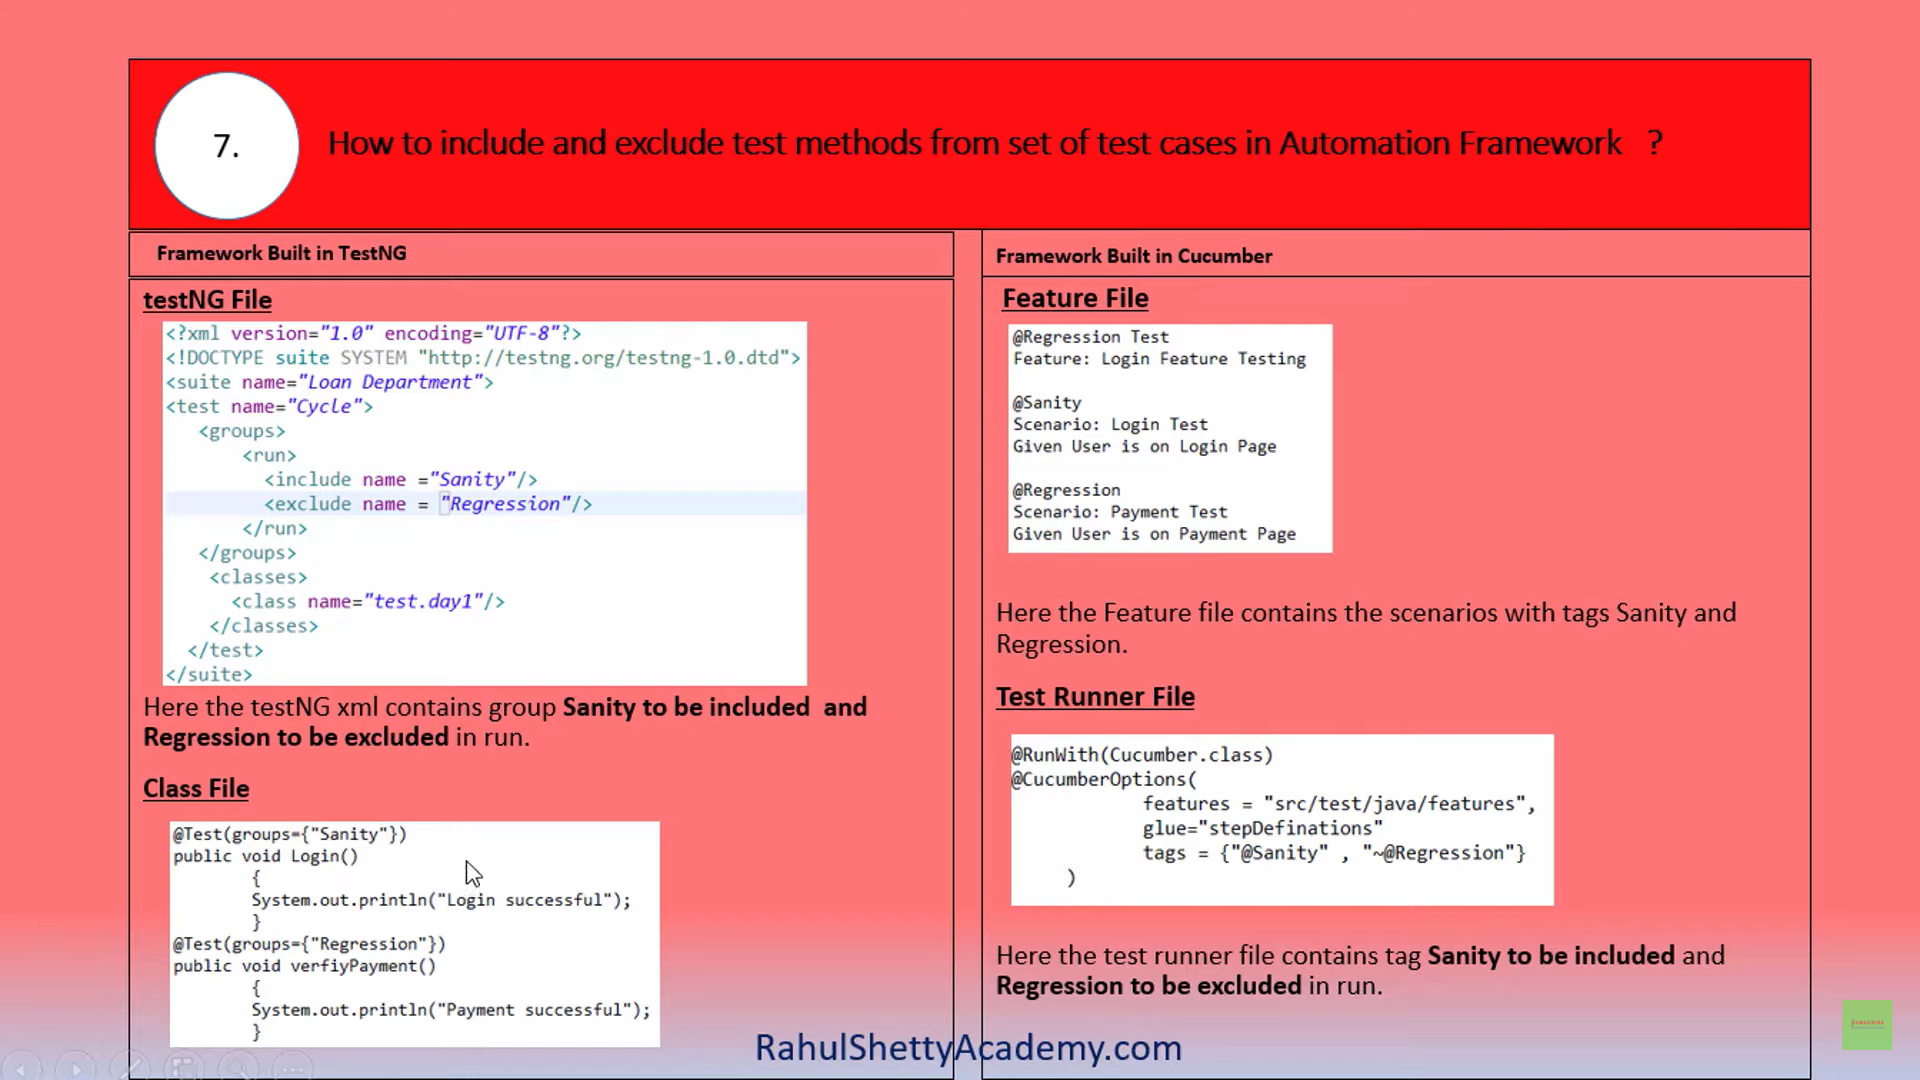 7.
How to include and exclude test methods from set of test cases in Automation Framework ?
Framework Built in TestNG
testNG File
<?xml version="1.0" encoding="UTF-8"?>
<!DOCTYPE suite SYSTEM "http://testng.org/testng-1.0.dtd">
<suite name="Loan Department">
<test name="Cycle">
<groups>
<run>
<include name ="Sanity"/>
<exclude name = "Regression"/>
</run>
</groups>
<classes>
<class name="test.day1"/>
</classes>
</test>
</suite>
Here the testNG xml contains group Sanity to be included and
Regression to be excluded in run.
Class File
@Test(groups={"Sanity"})
public void Login()
{
System.out.println("Login successful");
}
@Test(groups={"Regression"})
public void verfiyPayment()
{
System.out.println("Payment successful");
}
Framework Built in Cucumber
Feature File
@Regression Test
Feature: Login Feature Testing
@Sanity
Scenario: Login Test
Given User is on Login Page
@Regression
Scenario: Payment Test
Given User is on Payment Page
Here the Feature file contains the scenarios with tags Sanity and
Regression.
Test Runner File
@RunWith(Cucumber.class)
@CucumberOptions(
features = "src/test/java/features",
glue="stepDefinations"
tags = {"@Sanity" , "~@Regression"}
)
Here the test runner file contains tag Sanity to be included and
Regression to be excluded in run.
RahulShettyAcademy.com